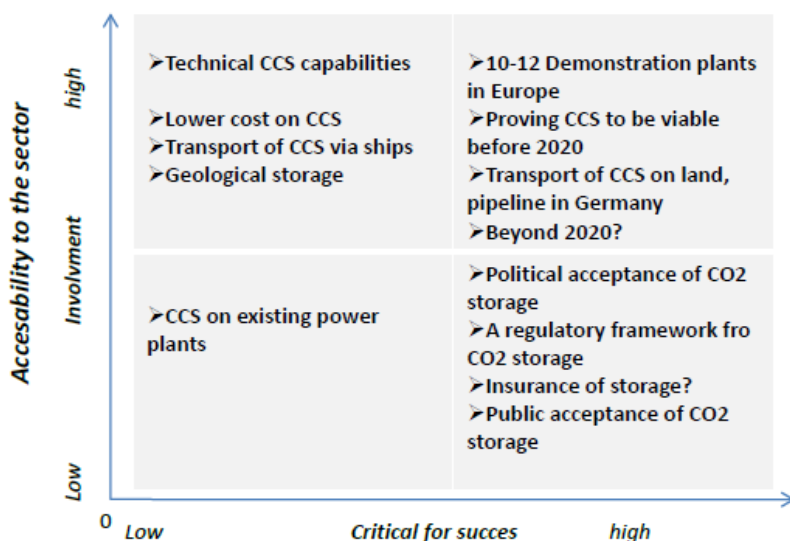 Accesability to the sector
Involvment
high
Low
➢Technical CCS capabilities
➢Lower cost on CCS
➢Transport of CCS via ships
➢Geological storage
➢10-12 Demonstration plants
in Europe
➢Proving CCS to be viable
before 2020
➢Transport of CCS on land,
pipeline in Germany
➢Beyond 2020?
➢CCS on existing power
plants
➢Political acceptance of CO2
storage
➢A regulatory framework fro
CO2 storage
➢Insurance of storage?
➢Public acceptance of CO2
storage
0
Low
Critical for succes
high